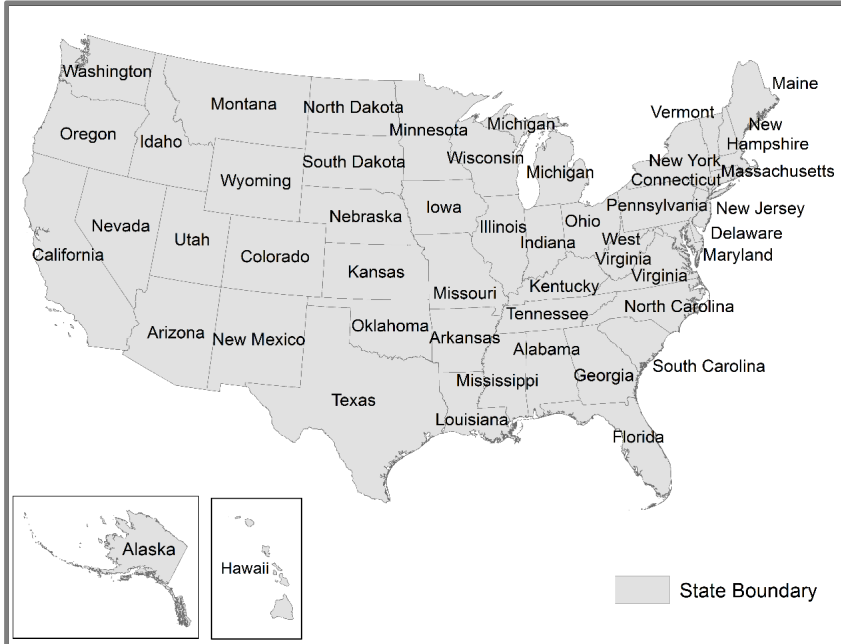 Washington
Montana
North Dakota
Minnesota
Michigan
Maine
Vermont
New
Hampshire
Oregon
Idaho
South Dakota
Wisconsin
Michigan
New York
Massachusetts
Connecticut
Wyoming
Nebraska
Iowa
Illinois
Indiana
Ohio
Pennsylvania
New Jersey
Nevada
Utah
Colorado
Kansas
West
Virginia
Delaware
Maryland
California
Missouri
Kentucky
Virginia
Arizona
New Mexico
Oklahoma
Arkansas
Tennessee
North Carolina
Alabama
South Carolina
Mississippi
Georgia
Texas
Louisiana
Florida
Alaska
Hawaii
State Boundary